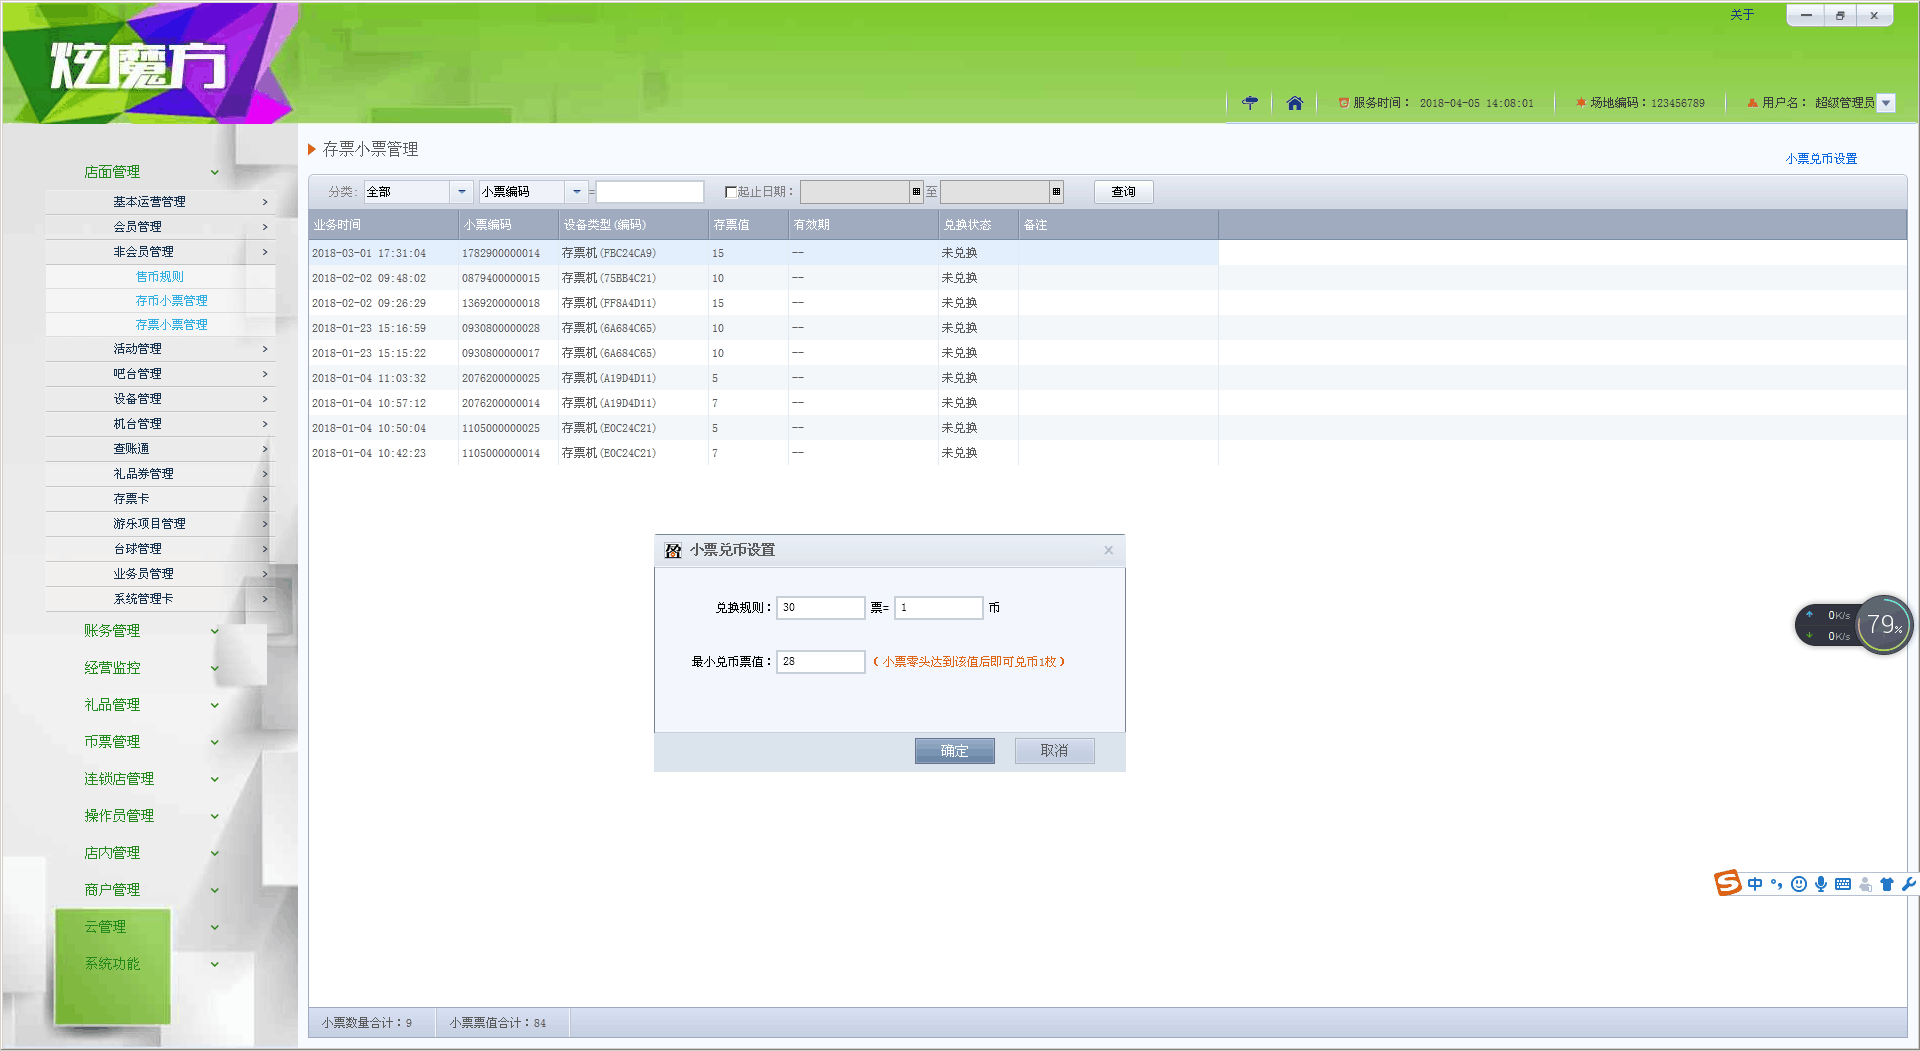 关于
炫魔方
服务时间： 2018-04-05 14:08:01 场地编码：123456789 用户名： 超级管理员
存票小票管理
小票兑币设置
分类: 全部 小票编码 = 起止日期： 至 查询
业务时间 小票编码 设备类型(编码) 存票值 有效期 兑换状态 备注
2018-03-01 17:31:04 1782900000014 存票机(FBC24CA9) 15 -- 未兑换
2018-02-02 09:48:02 0879400000015 存票机(75BB4C21) 10 -- 未兑换
2018-02-02 09:26:29 1369200000018 存票机(FF8A4D11) 15 -- 未兑换
2018-01-23 15:16:59 0930800000028 存票机(6A684C65) 10 -- 未兑换
2018-01-23 15:15:22 0930800000017 存票机(6A684C65) 10 -- 未兑换
2018-01-04 11:03:32 2076200000025 存票机(A19D4D11) 5 -- 未兑换
2018-01-04 10:57:12 2076200000014 存票机(A19D4D11) 7 -- 未兑换
2018-01-04 10:50:04 1105000000025 存票机(E0C24C21) 5 -- 未兑换
2018-01-04 10:42:23 1105000000014 存票机(E0C24C21) 7 -- 未兑换
店面管理
基本运营管理
会员管理
非会员管理
售币规则
存币小票管理
存票小票管理
活动管理
吧台管理
设备管理
机台管理
查账通
礼品券管理
存票卡
游乐项目管理
台球管理
业务员管理
系统管理卡
账务管理
经营监控
礼品管理
币票管理
连锁店管理
操作员管理
店内管理
商户管理
云管理
系统功能
小票兑币设置
兑换规则： 30 票= 1 币
最小兑币票值： 28 （小票零头达到该值后即可兑币1枚）
确定 取消
0K/s
0K/s
79%
中
小票数量合计：9 小票票值合计：84